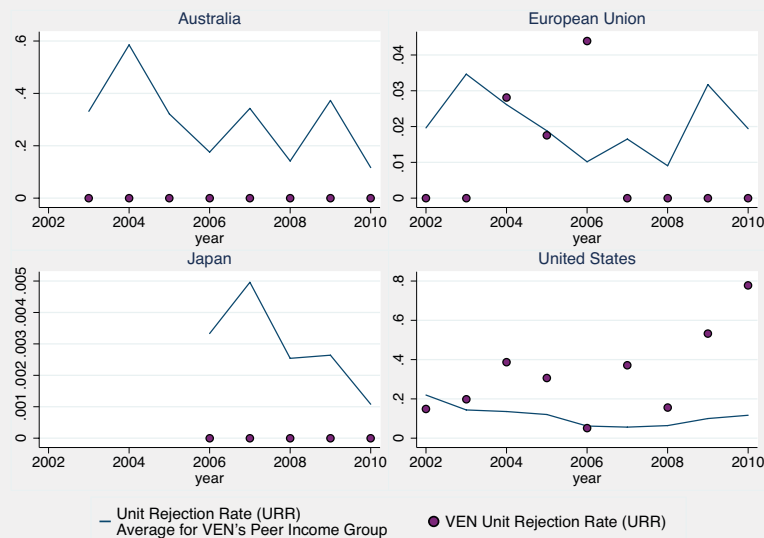 Australia
.6
.4
.2
0
2002 2004 2006 2008 2010
year
European Union
.04
.03
.02
.01
0
2002 2004 2006 2008 2010
year
Japan
.005
.004
.003
.002
.001
0
2002 2004 2006 2008 2010
year
United States
.8
.6
.4
.2
0
2002 2004 2006 2008 2010
year
Unit Rejection Rate (URR)
Average for VEN's Peer Income Group
VEN Unit Rejection Rate (URR)